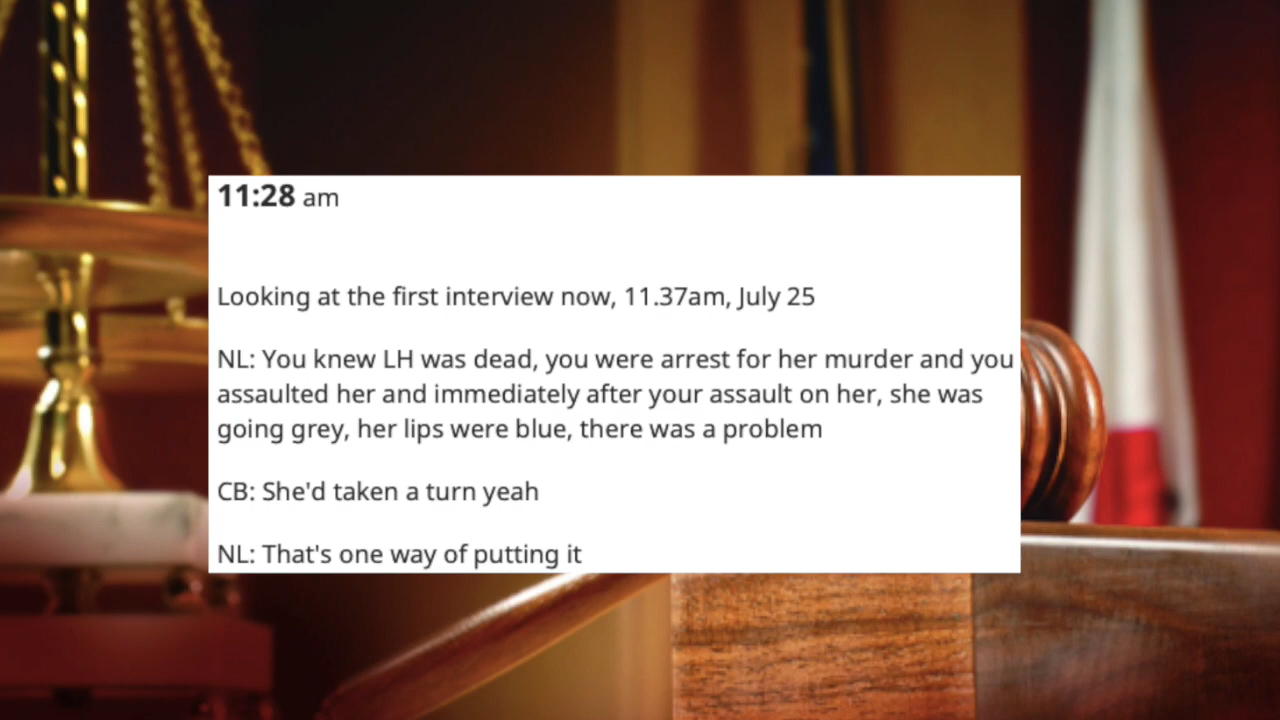 11:28 am
Looking at the first interview now, 11.37am, July 25
NL: You knew LH was dead, you were arrest for her murder and you
assaulted her and immediately after your assault on her, she was
going grey, her lips were blue, there was a problem
CB: She'd taken a turn yeah
NL: That's one way of putting it